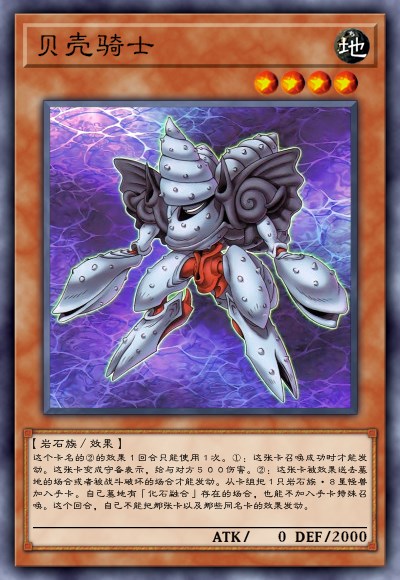 贝壳骑士
地
【岩石族/效果】
这个卡名的②的效果1回合只能使用1次。①：这张卡召唤成功时才能发
动。这张卡变成守备表示，给与对方500伤害。②：这张卡被效果送去墓
地的场合或者被战斗破坏的场合才能发动。从卡组把1只岩石族·8星怪兽
加入手卡。自己墓地有「化石融合」存在的场合，也能不加入手卡特殊召
唤。这个回合，自己不能把那张卡以及那些同名卡的效果发动。
ATK/ 0 DEF/2000